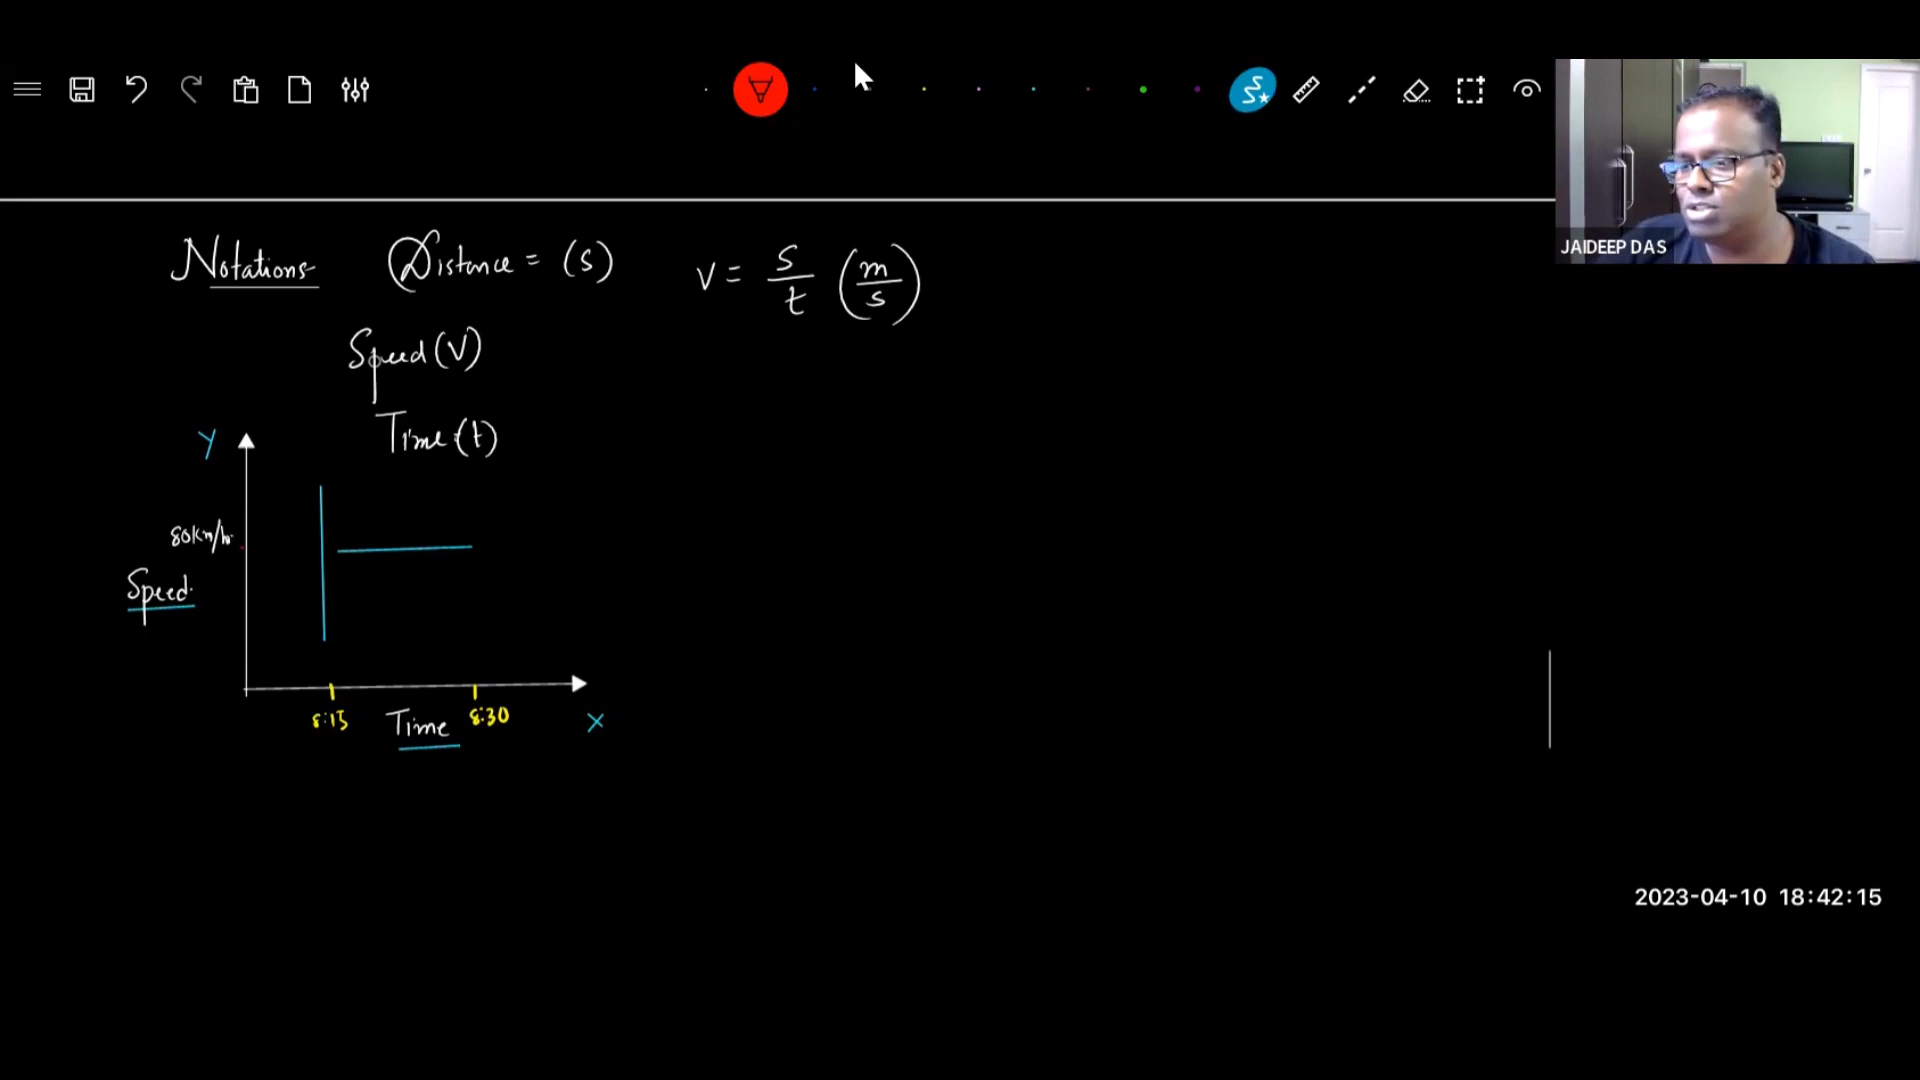 JAIDEEP DAS
Notations Distance = (s) V = s/t (m/s)
Speed (V)
Time (t)
Y
80km/hr
Speed
8:15 Time 8:30 X
2023-04-10 18:42:15